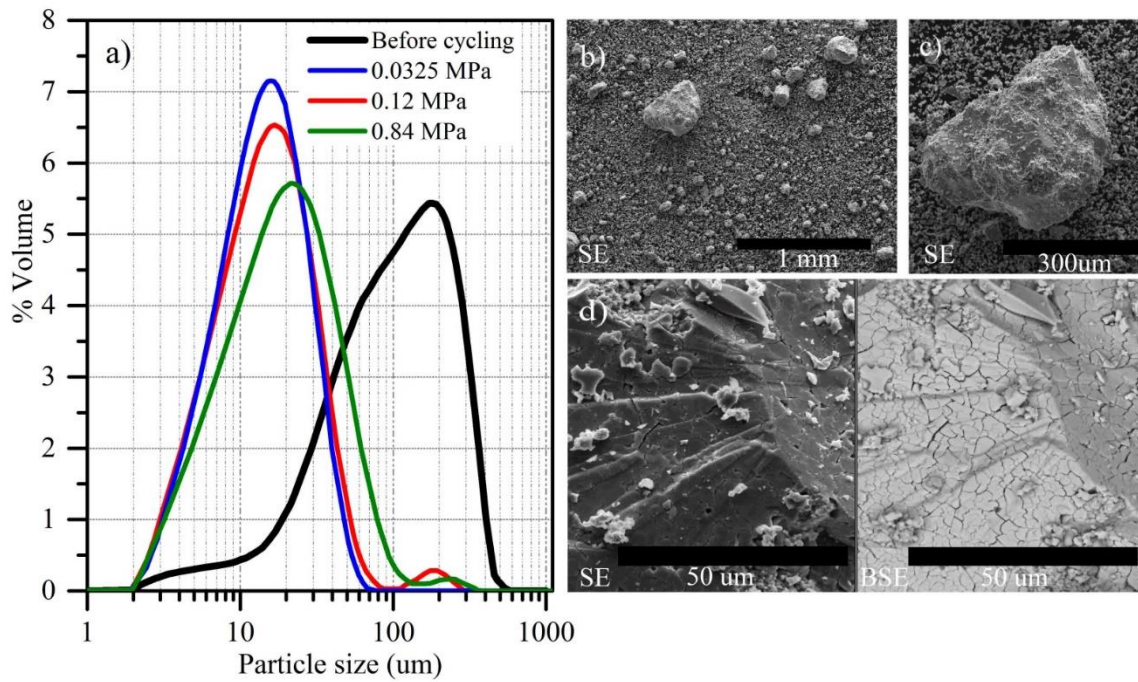 a)
Before cycling
0.0325 MPa
0.12 MPa
0.84 MPa
8
7
6
5
4
3
2
1
0
% Volume
1 10 100 1000
Particle size (um)
b)
SE
1 mm
c)
SE
300um
d)
SE
50 um
BSE
50 um